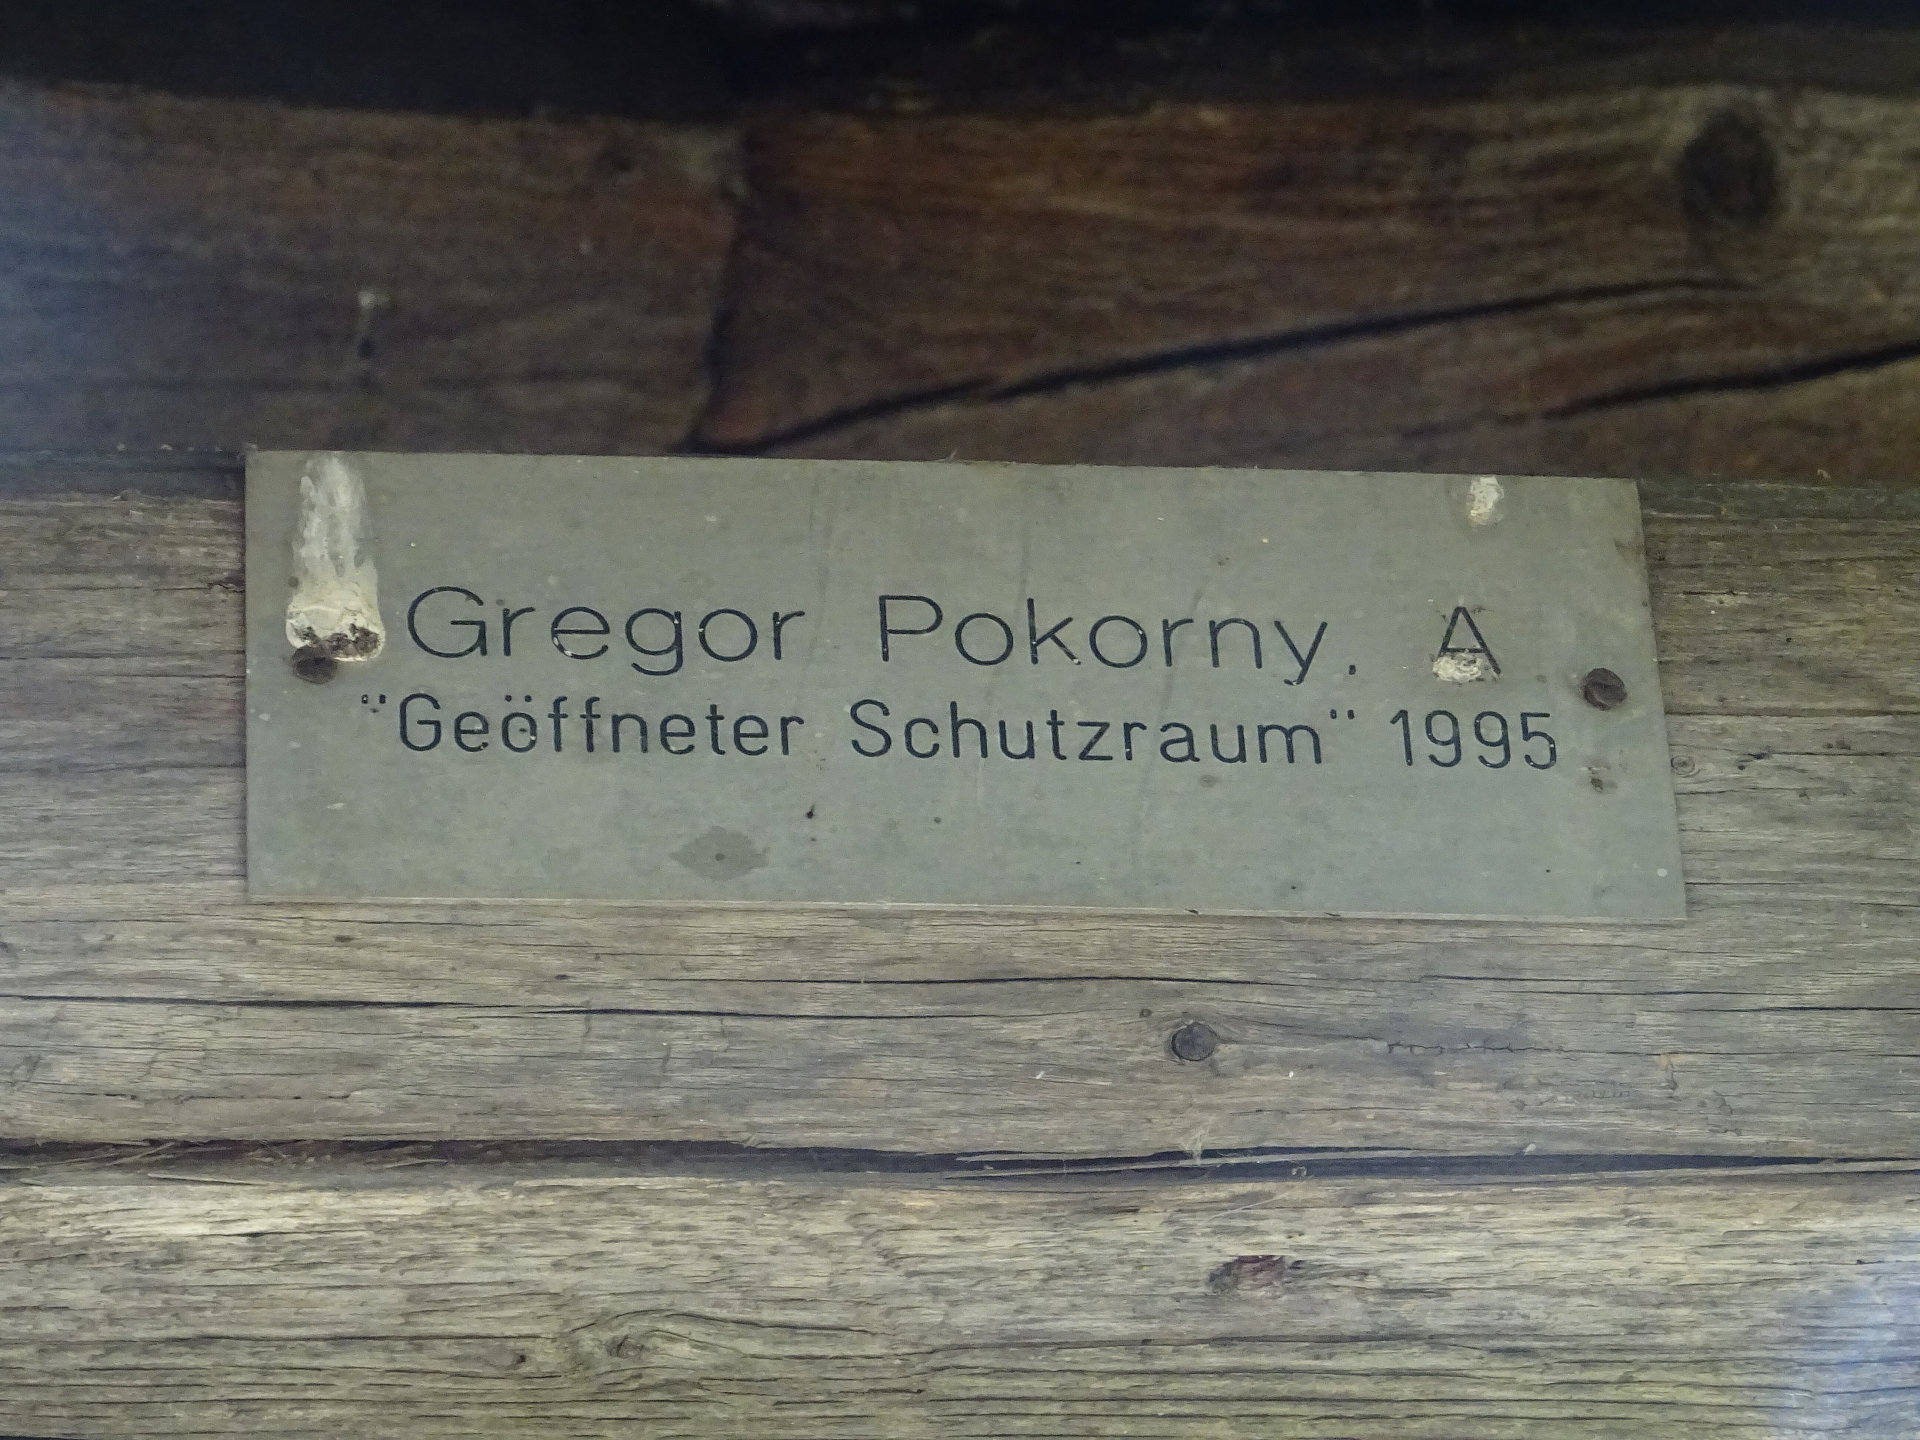 Gregor Pokorny, A
"Geöffneter Schutzraum" 1995